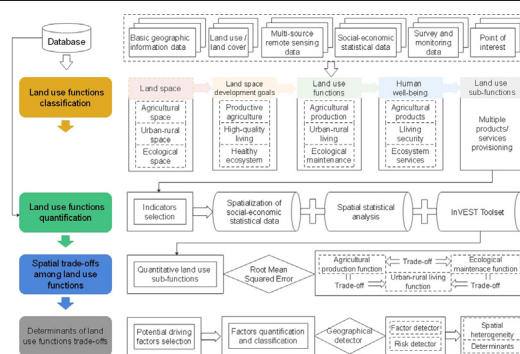 Database
Basic geographic
information data
Land use /
land cover
Multi-source
remote sensing
data
Social-economic
statistical data
Survey and
monitoring
data
Point of
interest
Land use functions
classification
Land space
Land space
development goals
Land use
functions
Human
well-being
Land use
sub-functions
Agricultural
space
Urban-rural
space
Ecological
space
Productive
agriculture
High-quality
living
Healthy
ecosystem
Agricultural
production
Urban-rural
living
Ecological
maintenance
Agricultural
products
Lliving
security
Ecosystem
services
Multiple
products/
services
provisioning
Land use functions
quantification
Indicators
selection
Spatialization of
social-economic
statistical data
Spatial statistical
analysis
InVEST Toolset
Spatial trade-offs
among land use
functions
Quantitative land use
sub-functions
Root Mean
Squared Error
Agricultural
production function
Trade-off
Ecological
maintenace function
Urban-rural living
function
Trade-off
Trade-off
Determinants of land
use functions trade-offs
Potential driving
factors selection
Factors quantification
and classification
Geographical
detector
Factor detector
Risk detector
Spatial
heterogeneity
Determinants